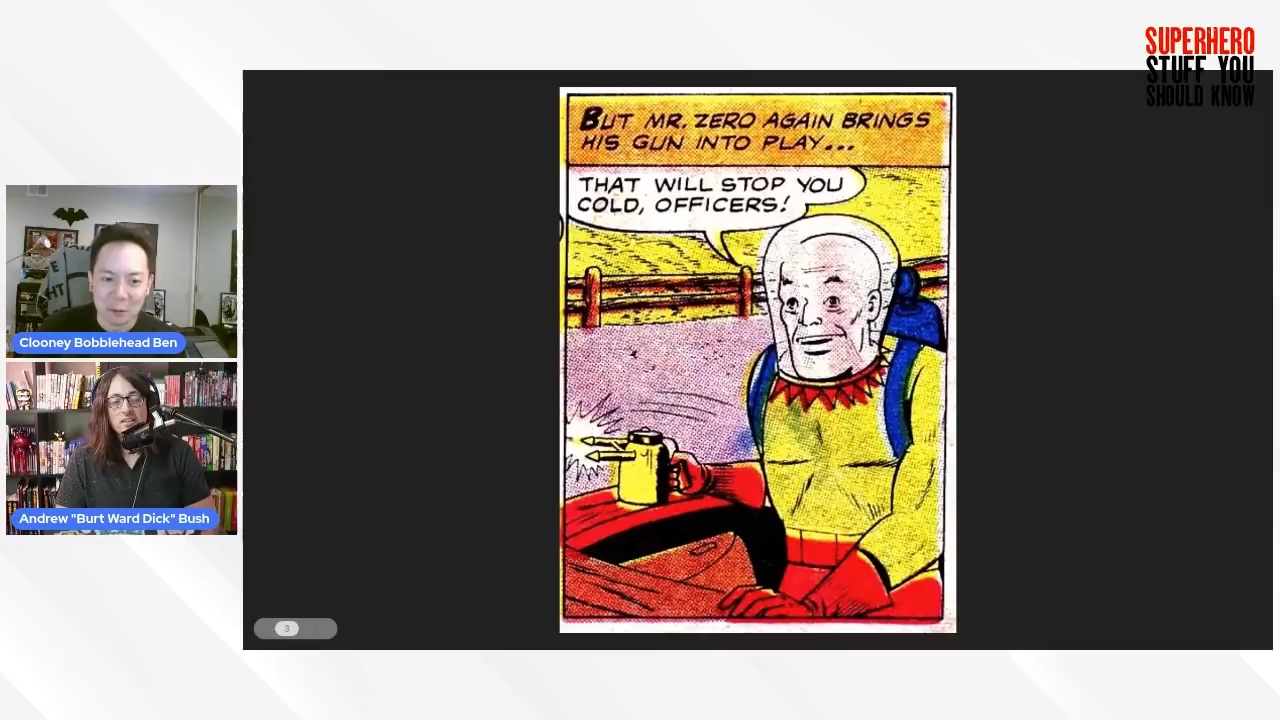 SUPERHERO
STUFF YOU
SHOULD KNOW
BUT MR. ZERO AGAIN BRINGS
HIS GUN INTO PLAY...
THAT WILL STOP YOU
COLD, OFFICERS!
Clooney Bobblehead Ben
Andrew "Burt Ward Dick" Bush
3